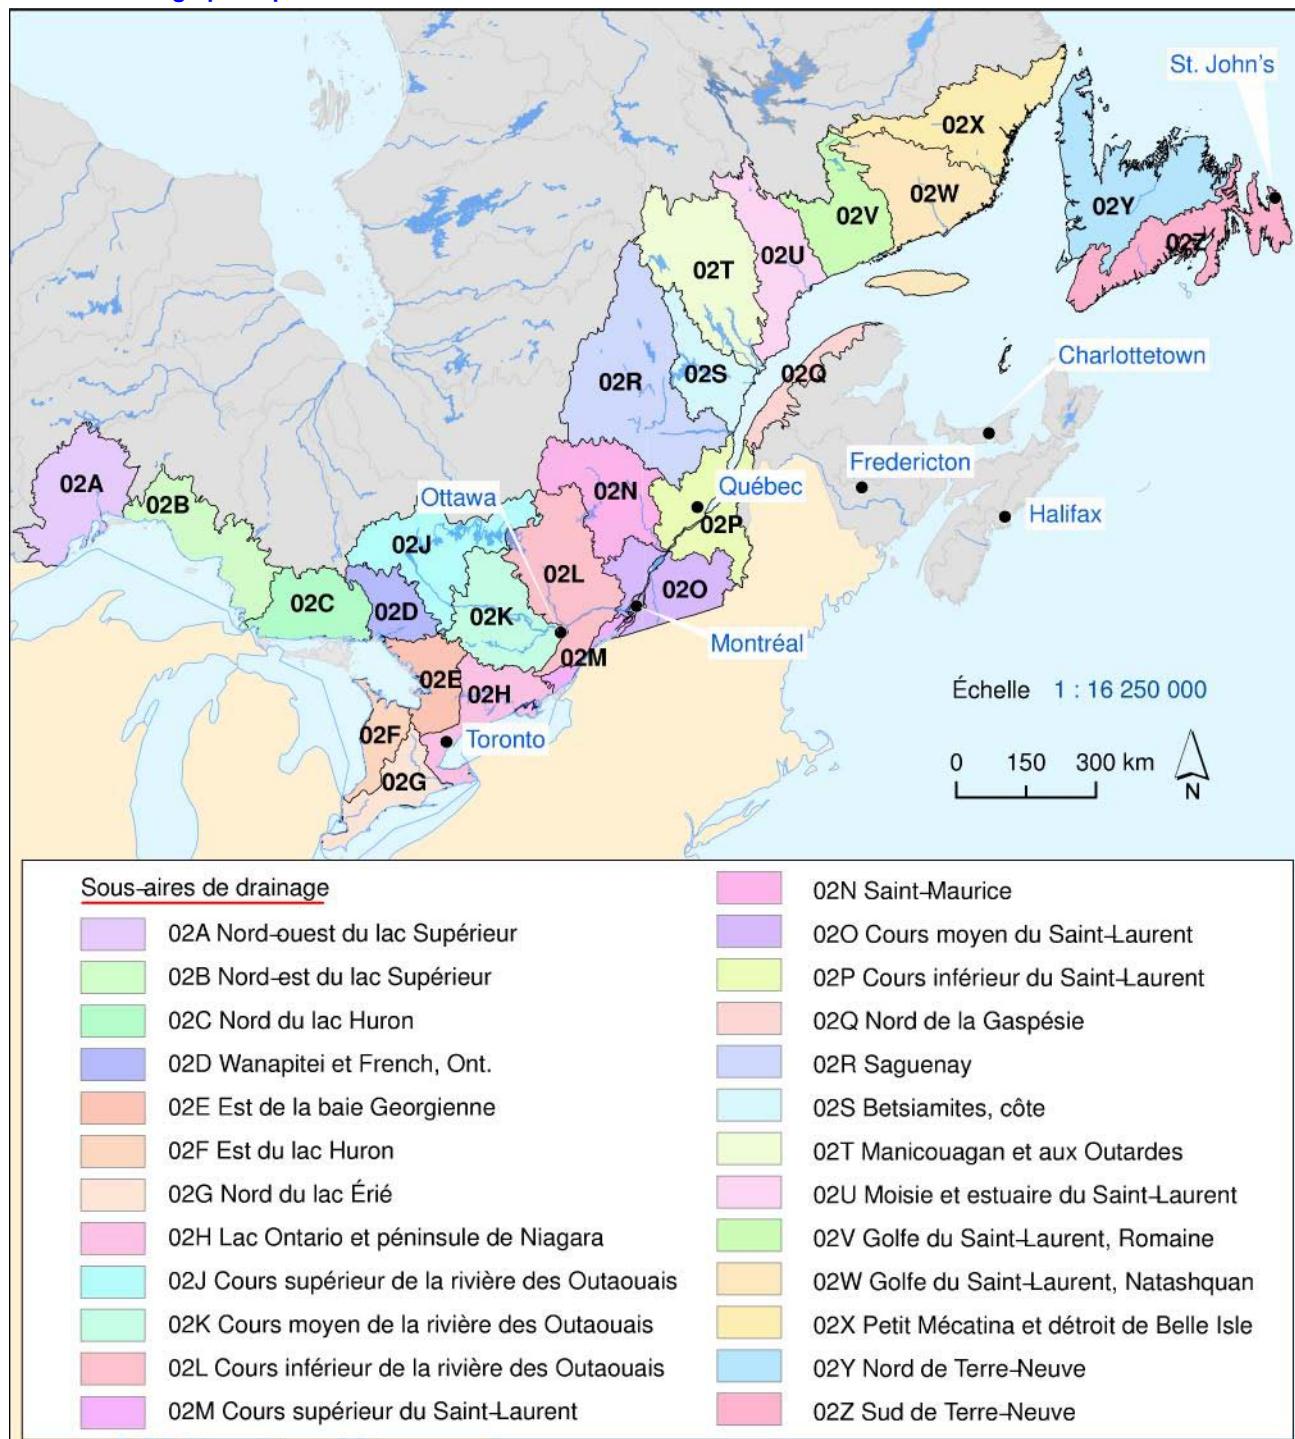 St. John's
02X
02W
02V
02Y
02U
02Z
02T
Charlottetown
02Q
02S
02R
Fredericton
02A
Québec
02N
Ottawa
02B
Halifax
02P
02J
02L
02O
02C
02D
02K
Montréal
02M
02E
02H
Échelle 1 : 16 250 000
02F
Toronto
0 150 300 km
02G
N
Sous-aires de drainage
02A Nord-ouest du lac Supérieur
02B Nord-est du lac Supérieur
02C Nord du lac Huron
02D Wanapitei et French, Ont.
02E Est de la baie Georgienne
02F Est du lac Huron
02G Nord du lac Érié
02H Lac Ontario et péninsule de Niagara
02J Cours supérieur de la rivière des Outaouais
02K Cours moyen de la rivière des Outaouais
02L Cours inférieur de la rivière des Outaouais
02M Cours supérieur du Saint-Laurent
02N Saint-Maurice
02O Cours moyen du Saint-Laurent
02P Cours inférieur du Saint-Laurent
02Q Nord de la Gaspésie
02R Saguenay
02S Betsiamites, côte
02T Manicouagan et aux Outardes
02U Moisie et estuaire du Saint-Laurent
02V Golfe du Saint-Laurent, Romaine
02W Golfe du Saint-Laurent, Natashquan
02X Petit Mécatina et détroit de Belle Isle
02Y Nord de Terre-Neuve
02Z Sud de Terre-Neuve